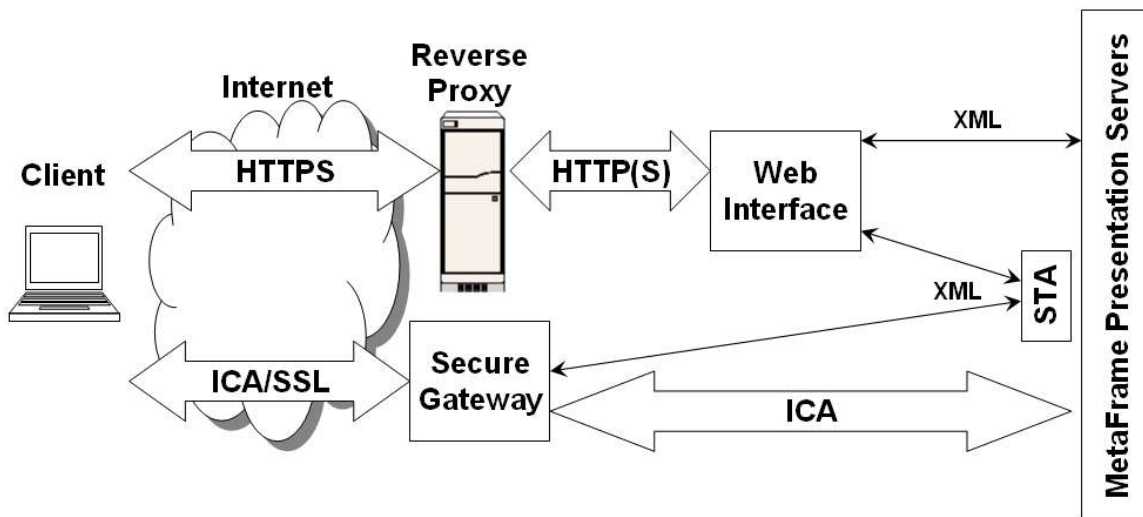 Reverse
Proxy
Internet
Client
HTTPS
HTTP(S)
Web
Interface
XML
MetaFrame Presentation Servers
STA
XML
ICA/SSL
Secure
Gateway
ICA